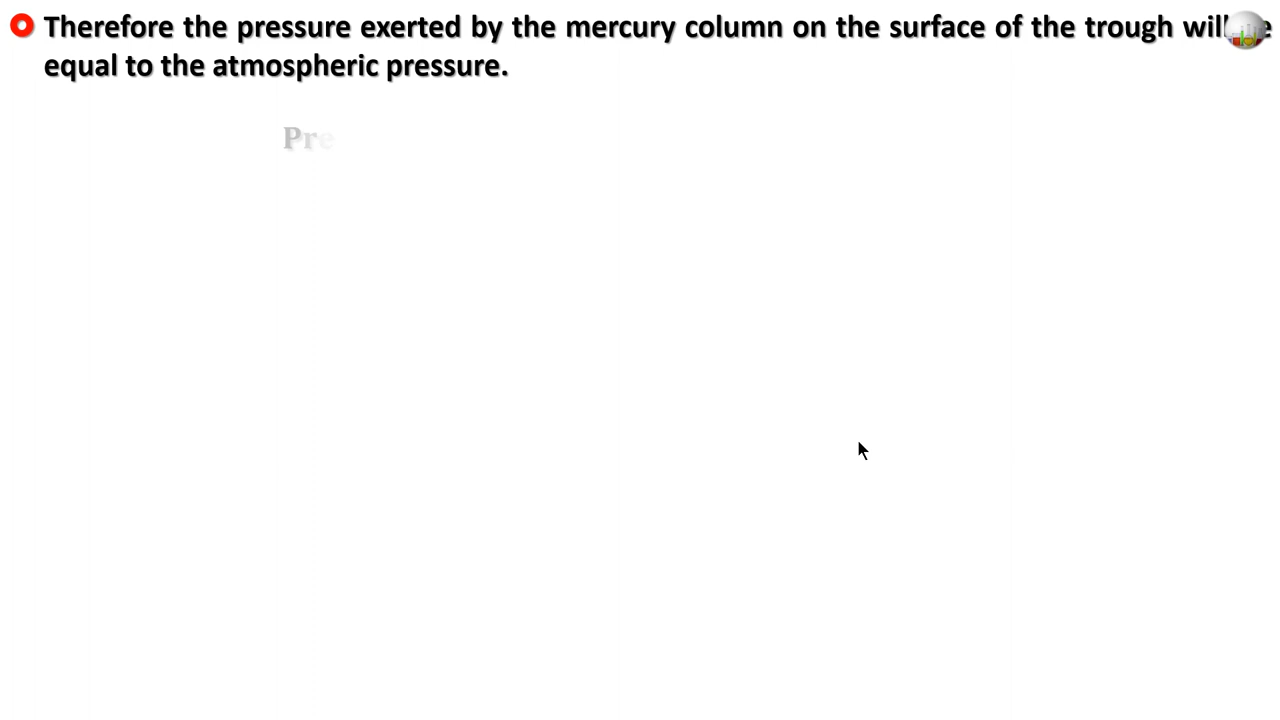 Therefore the pressure exerted by the mercury column on the surface of the trough will
equal to the atmospheric pressure.
Pre